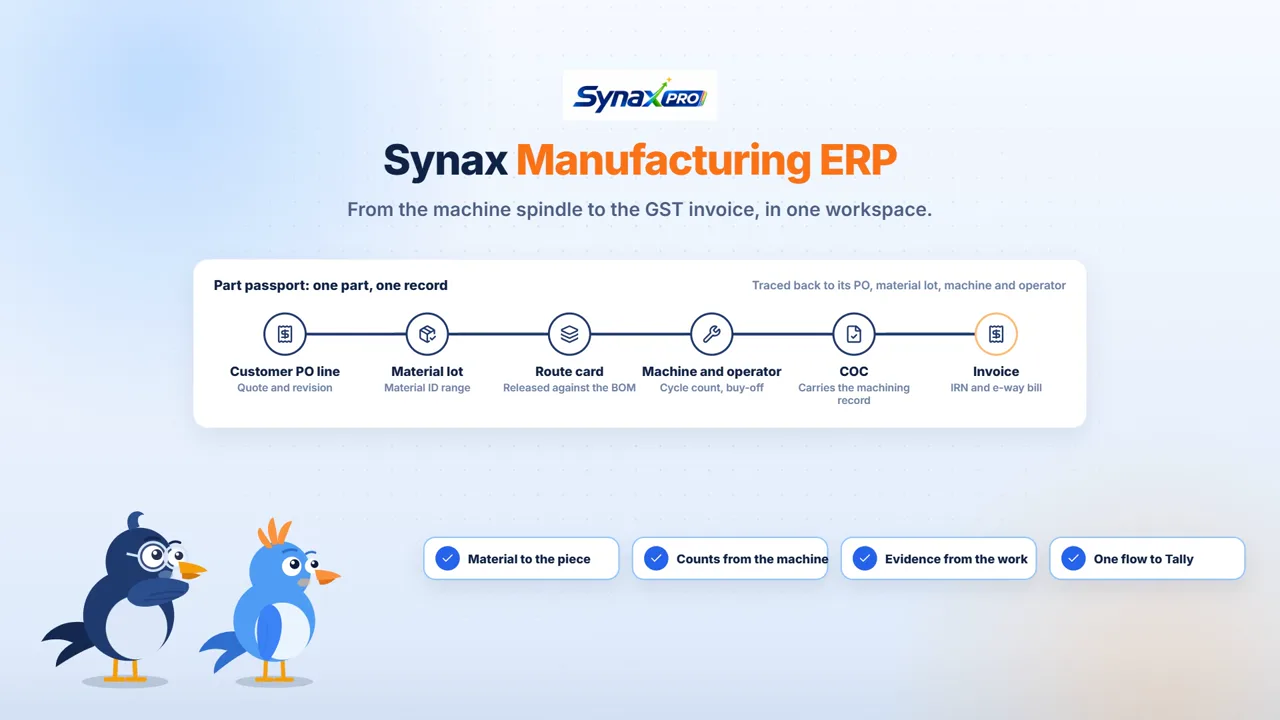 Synax PRO
Synax Manufacturing ERP
From the machine spindle to the GST invoice, in one workspace.
Part passport: one part, one record
Traced back to its PO, material lot, machine and operator
Customer PO line
Quote and revision
Material lot
Material ID range
Route card
Released against the BOM
Machine and operator
Cycle count, buy-off
COC
Carries the machining
record
Invoice
IRN and e-way bill
Material to the piece
Counts from the machine
Evidence from the work
One flow to Tally